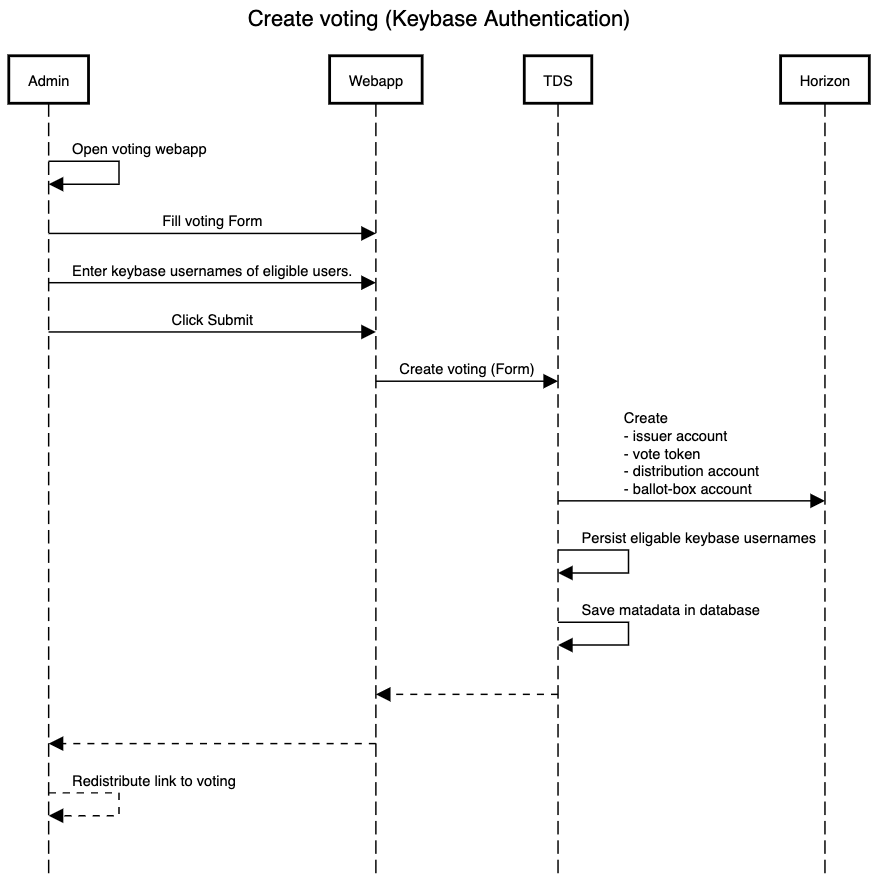 Create voting (Keybase Authentication)
Admin
Webapp
TDS
Horizon
Open voting webapp
Fill voting Form
Enter keybase usernames of eligible users.
Click Submit
Create voting (Form)
Create
- issuer account
- vote token
- distribution account
- ballot-box account
Persist eligable keybase usernames
Save matadata in database
Redistribute link to voting